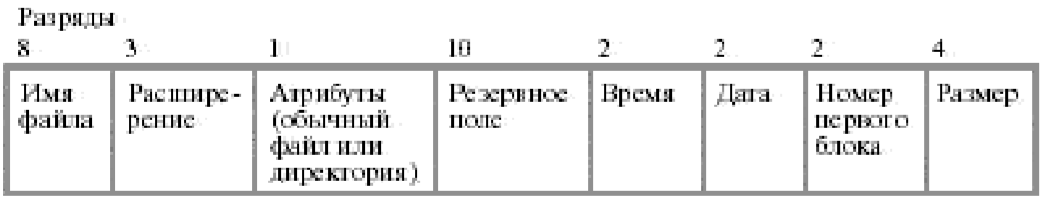 Разряды
8 3 1 10 2 2 2 4
Имя Расшире- Атрибуты Резервное Время Дата Номер Размер
файла рение (обычный поле первого
файл или блока
директория)